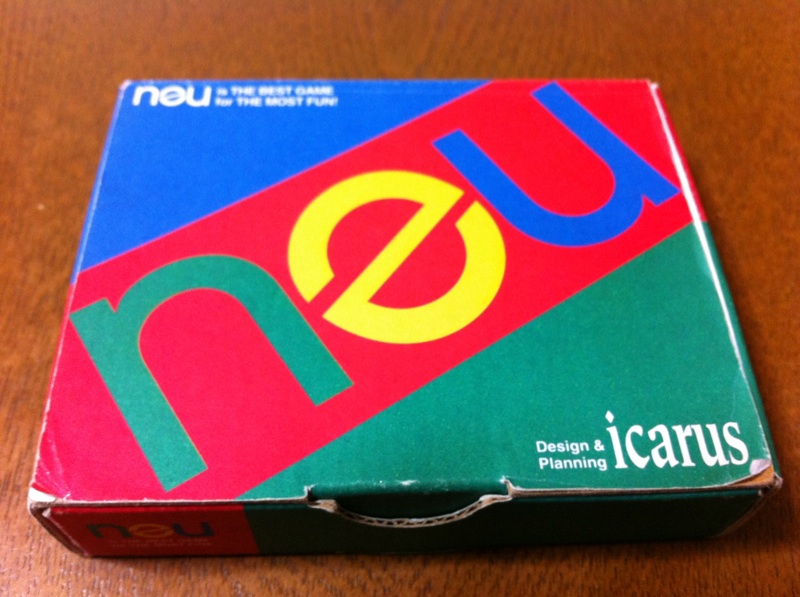 neu is THE BEST GAME
for THE MOST FUN!
neu
Design &
Planning
icarus
neu